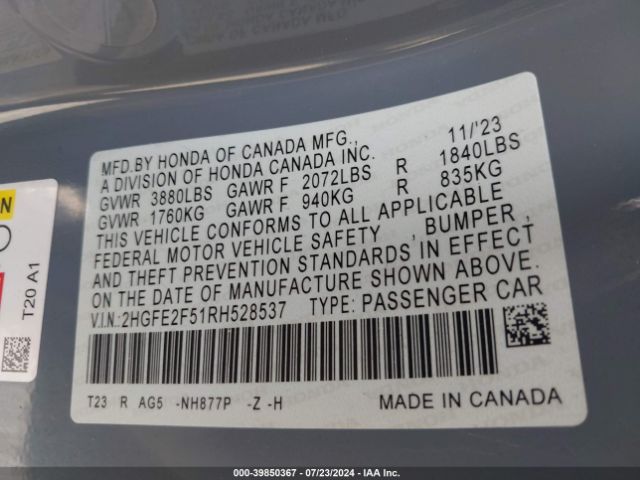 MFD.BY HONDA OF CANADA MFG., 11/'23
A DIVISION OF HONDA CANADA INC.
GVWR 3880LBS GAWR F 2072LBS R 1840LBS
GVWR 1760KG GAWR F 940KG R 835KG
THIS VEHICLE CONFORMS TO ALL APPLICABLE
FEDERAL MOTOR VEHICLE SAFETY , BUMPER ,
AND THEFT PREVENTION STANDARDS IN EFFECT
ON THE DATE OF MANUFACTURE SHOWN ABOVE.
V.I.N.:2HGFE2F51RH528537 TYPE:PASSENGER CAR
T23 R AG5 -NH877P -Z -H MADE IN CANADA
T20 A1
000-39850367 | 07/23/2024 | IAA Inc.